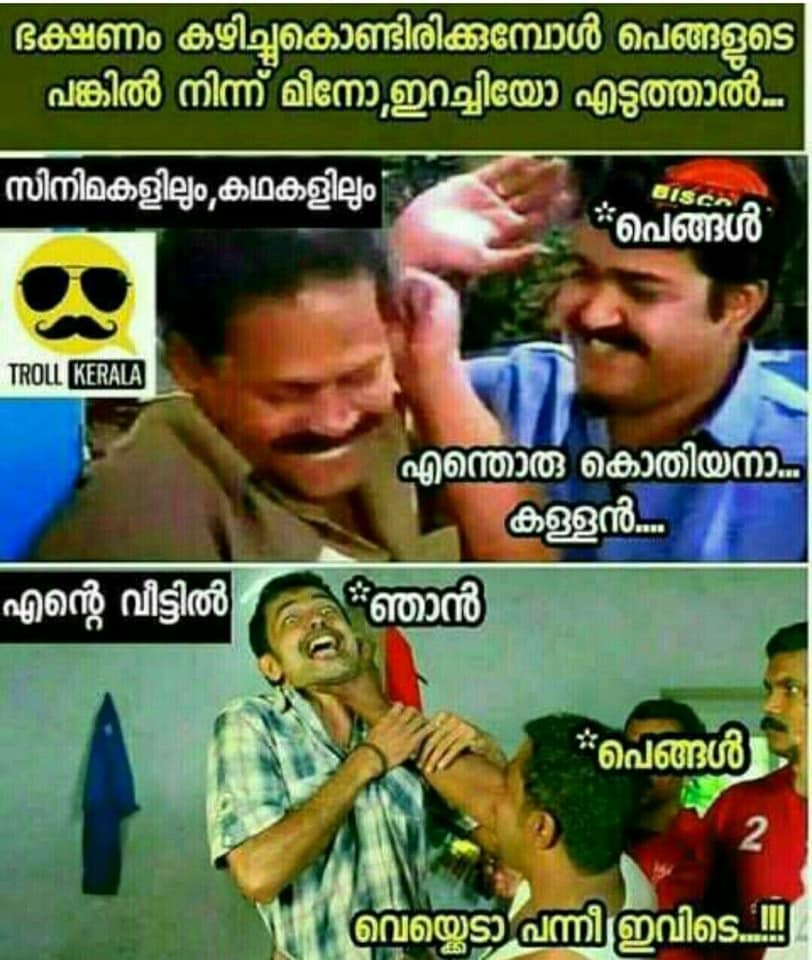 ഭക്ഷണം കഴിച്ചുകൊണ്ടിരിക്കുമ്പോൾ പെങ്ങളുടെ
പങ്കിൽ നിന്ന് മീനോ,ഇറച്ചിയോ എടുത്താൽ...
സിനിമകളിലും,കഥകളിലും
*പെങ്ങൾ
TROLL KERALA
എന്തൊരു കൊതിയനാ...
കള്ളൻ....
എന്റെ വീട്ടിൽ
*ഞാൻ
*പെങ്ങൾ
2
വെയ്ക്കെടാ പന്നീ ഇവിടെ...!!!